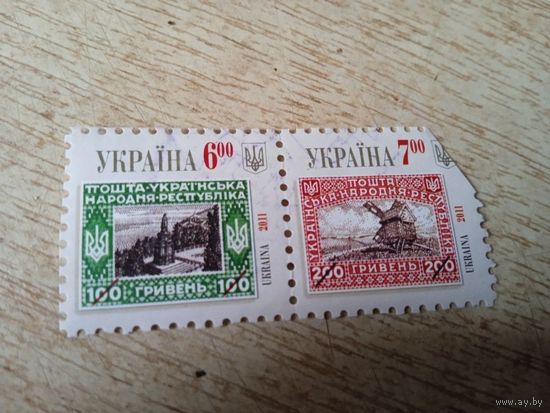 УКРАЇНА 600
ПОШТА·УКРАЇНСЬКА
НАРОДНЯ·РЕСПУБЛІКА
100 ГРИВЕНЬ 100
UKRAINA 2011
УКРАЇНА 700
ПОШТА
УКРАЇНСЬКА
НАРОДНЯ·РЕСПУБЛІКА
200 ГРИВЕНЬ 200
UKRAINA 2011
www.ay.by